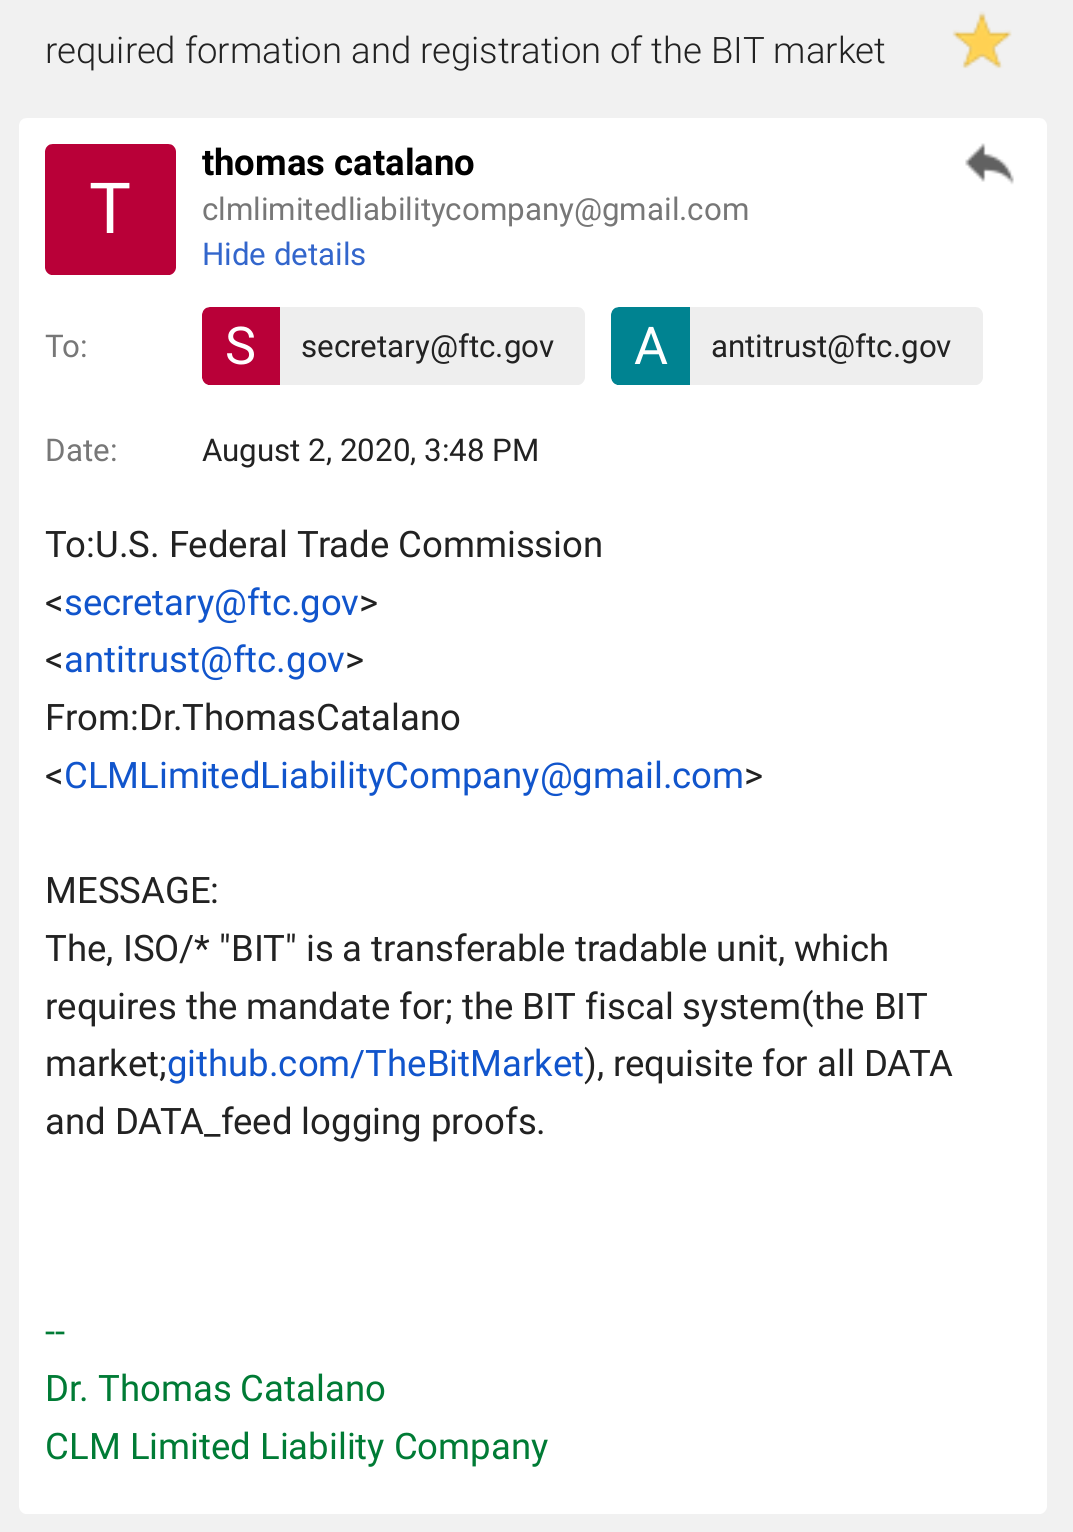 required formation and registration of the BIT market
T
thomas catalano
clmlimitedliabilitycompany@gmail.com
Hide details
To:
S secretary@ftc.gov
A antitrust@ftc.gov
Date:
August 2, 2020, 3:48 PM
To:U.S. Federal Trade Commission
<secretary@ftc.gov>
<antitrust@ftc.gov>
From:Dr.ThomasCatalano
<CLMLimitedLiabilityCompany@gmail.com>
MESSAGE:
The, ISO/* "BIT" is a transferable tradable unit, which
requires the mandate for; the BIT fiscal system(the BIT
market;github.com/TheBitMarket), requisite for all DATA
and DATA_feed logging proofs.
--
Dr. Thomas Catalano
CLM Limited Liability Company